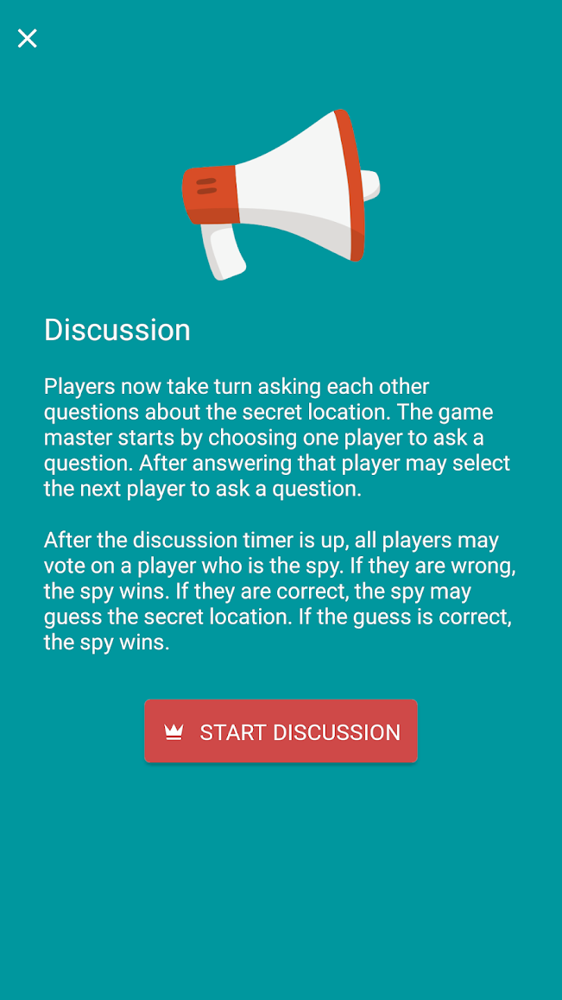 Discussion
Players now take turn asking each other
questions about the secret location. The game
master starts by choosing one player to ask a
question. After answering that player may select
the next player to ask a question.
After the discussion timer is up, all players may
vote on a player who is the spy. If they are wrong,
the spy wins. If they are correct, the spy may
guess the secret location. If the guess is correct,
the spy wins.
START DISCUSSION